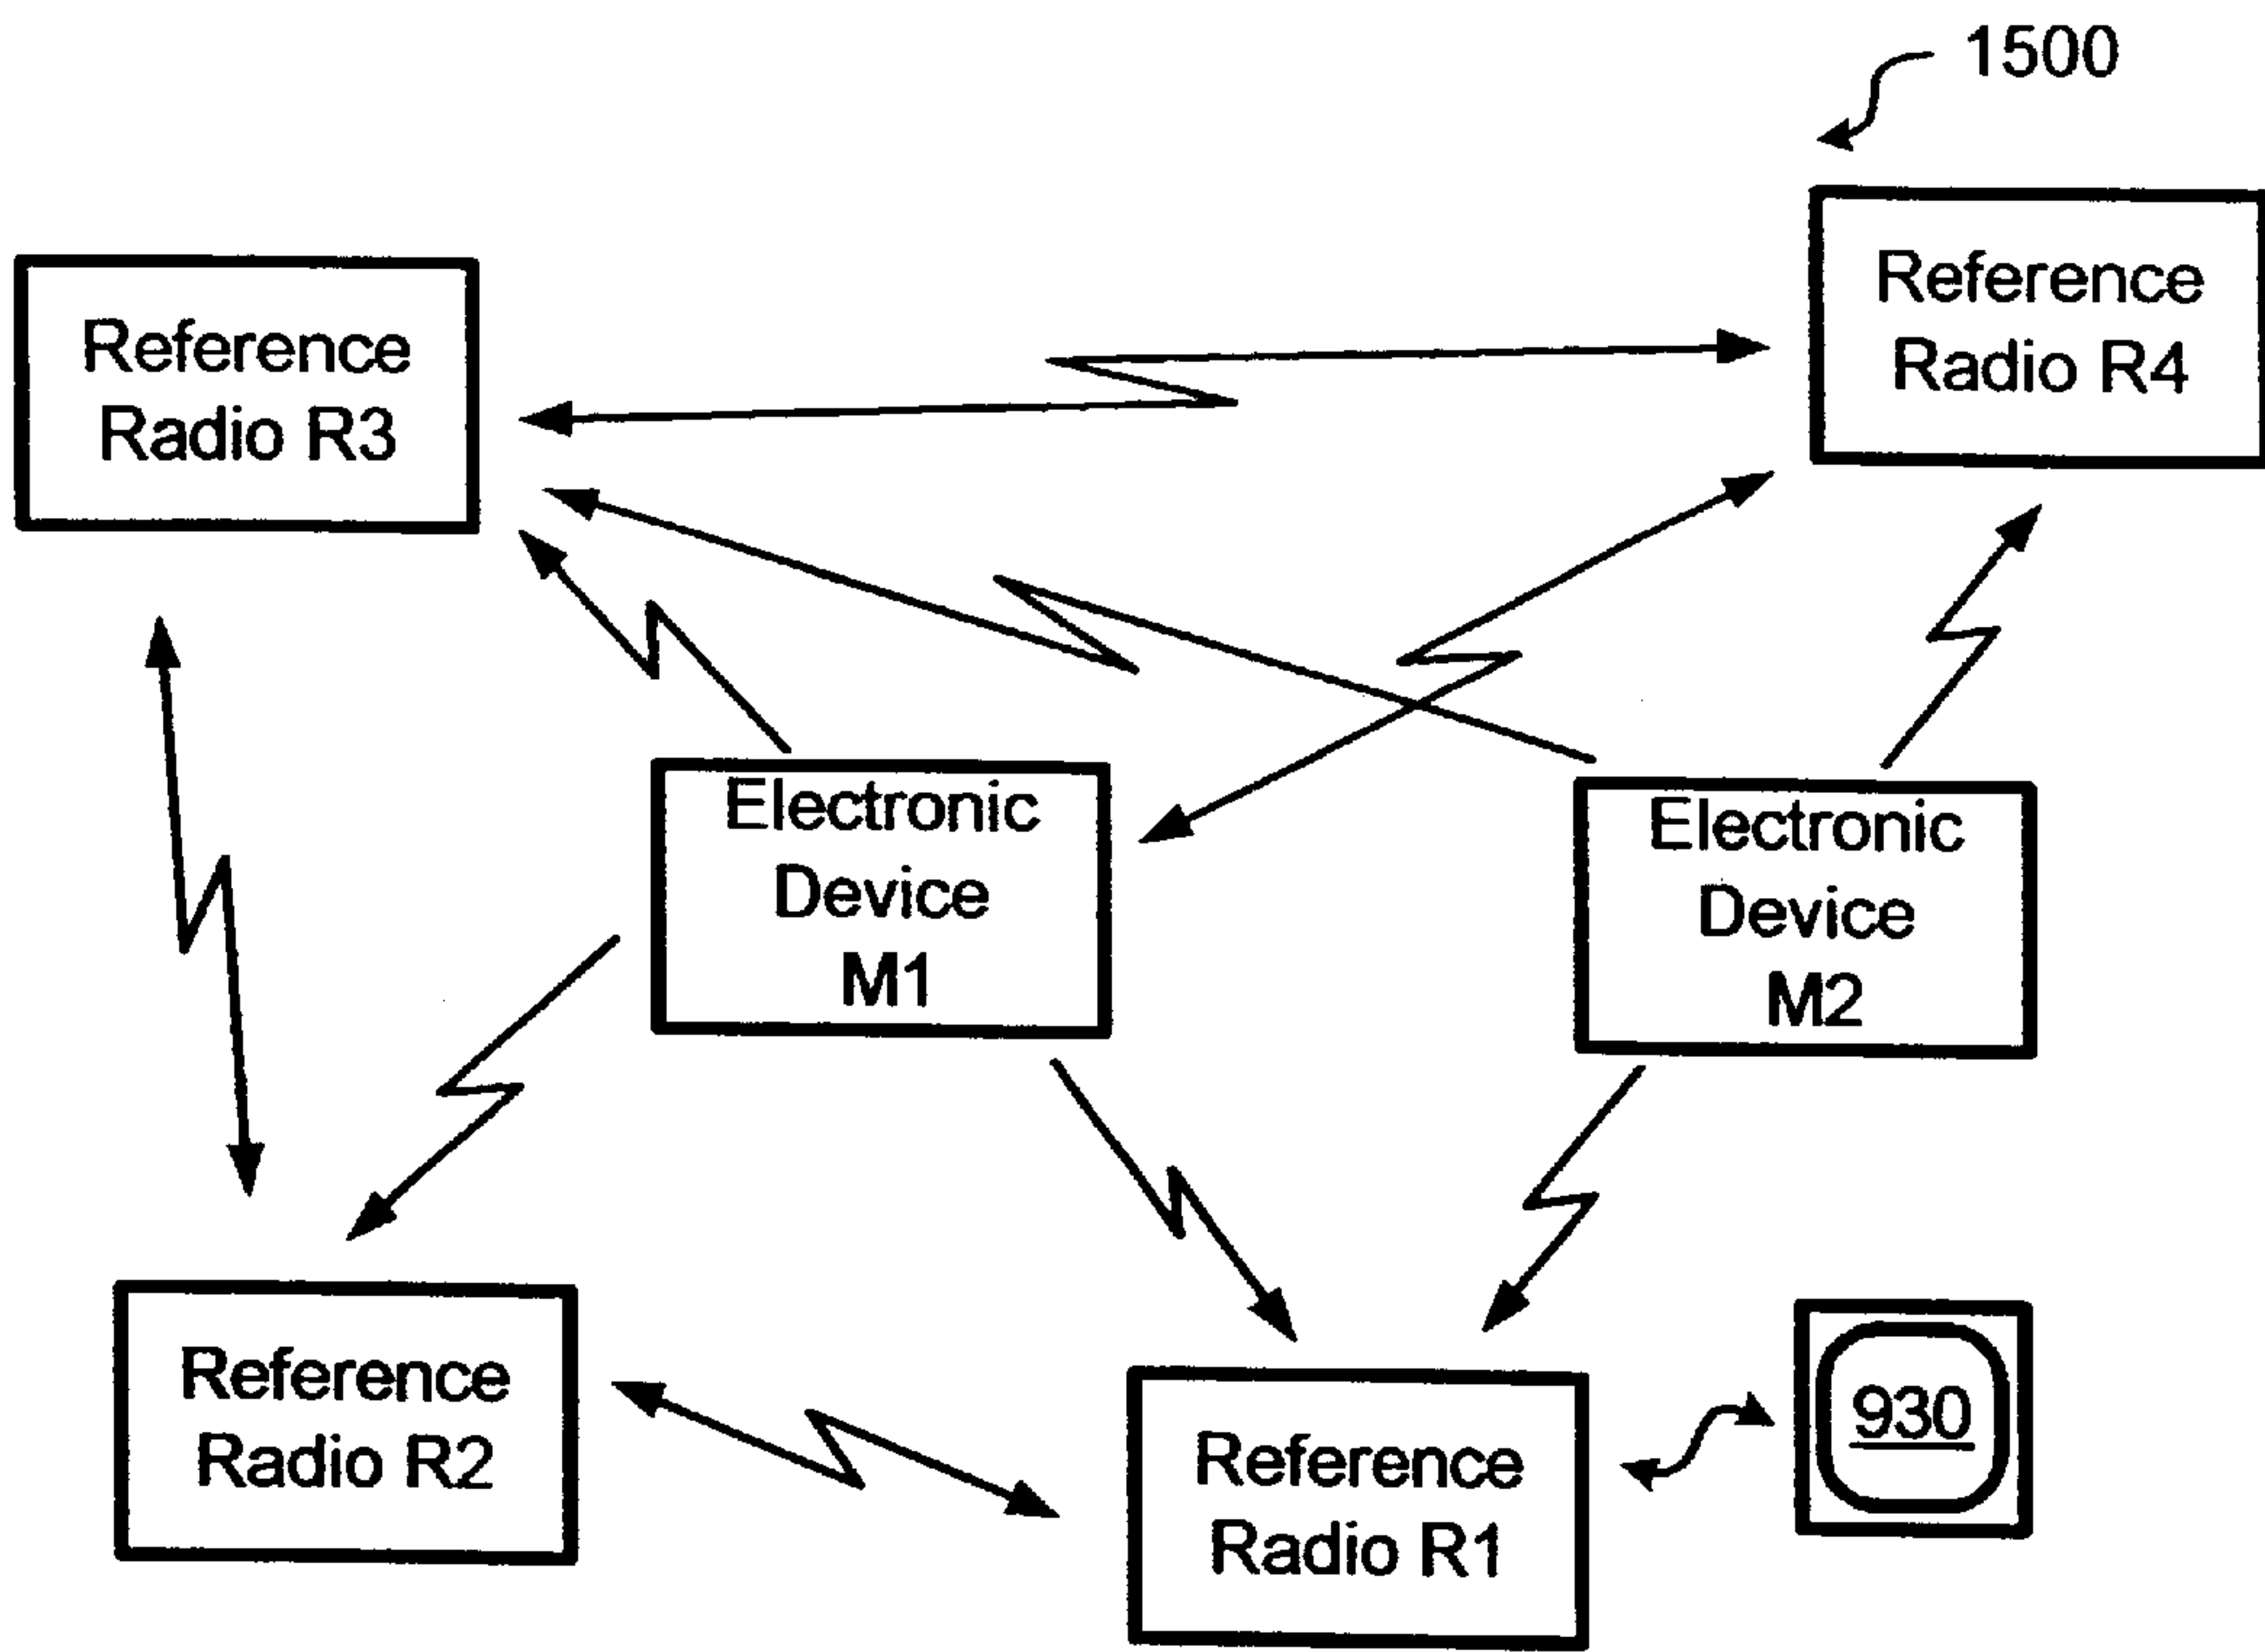 1500
Reference
Radio R4
Reference
Radio R3
Electronic
Device
M1
Electronic
Device
M2
Reference
Radio R2
Reference
Radio R1
930